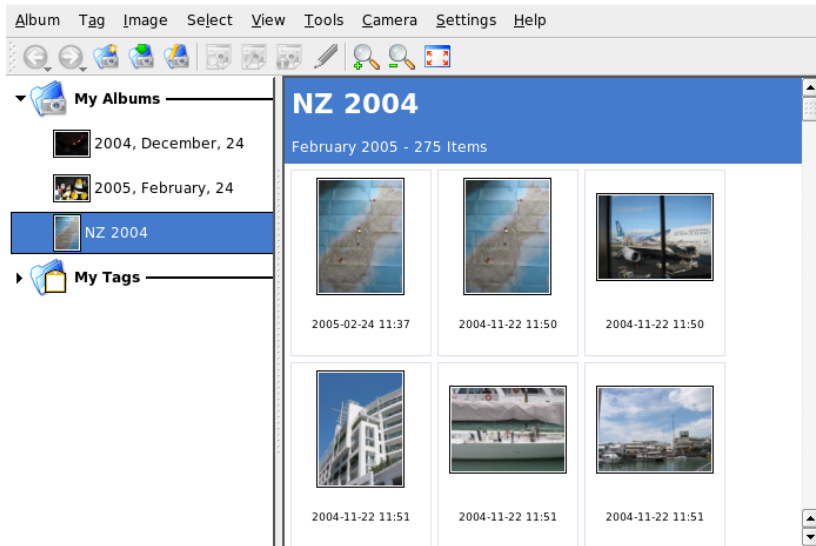 Album Tag Image Select View Tools Camera Settings Help
My Albums
2004, December, 24
2005, February, 24
NZ 2004
My Tags
NZ 2004
February 2005 - 275 Items
2005-02-24 11:37 2004-11-22 11:50 2004-11-22 11:50
2004-11-22 11:51 2004-11-22 11:51 2004-11-22 11:51